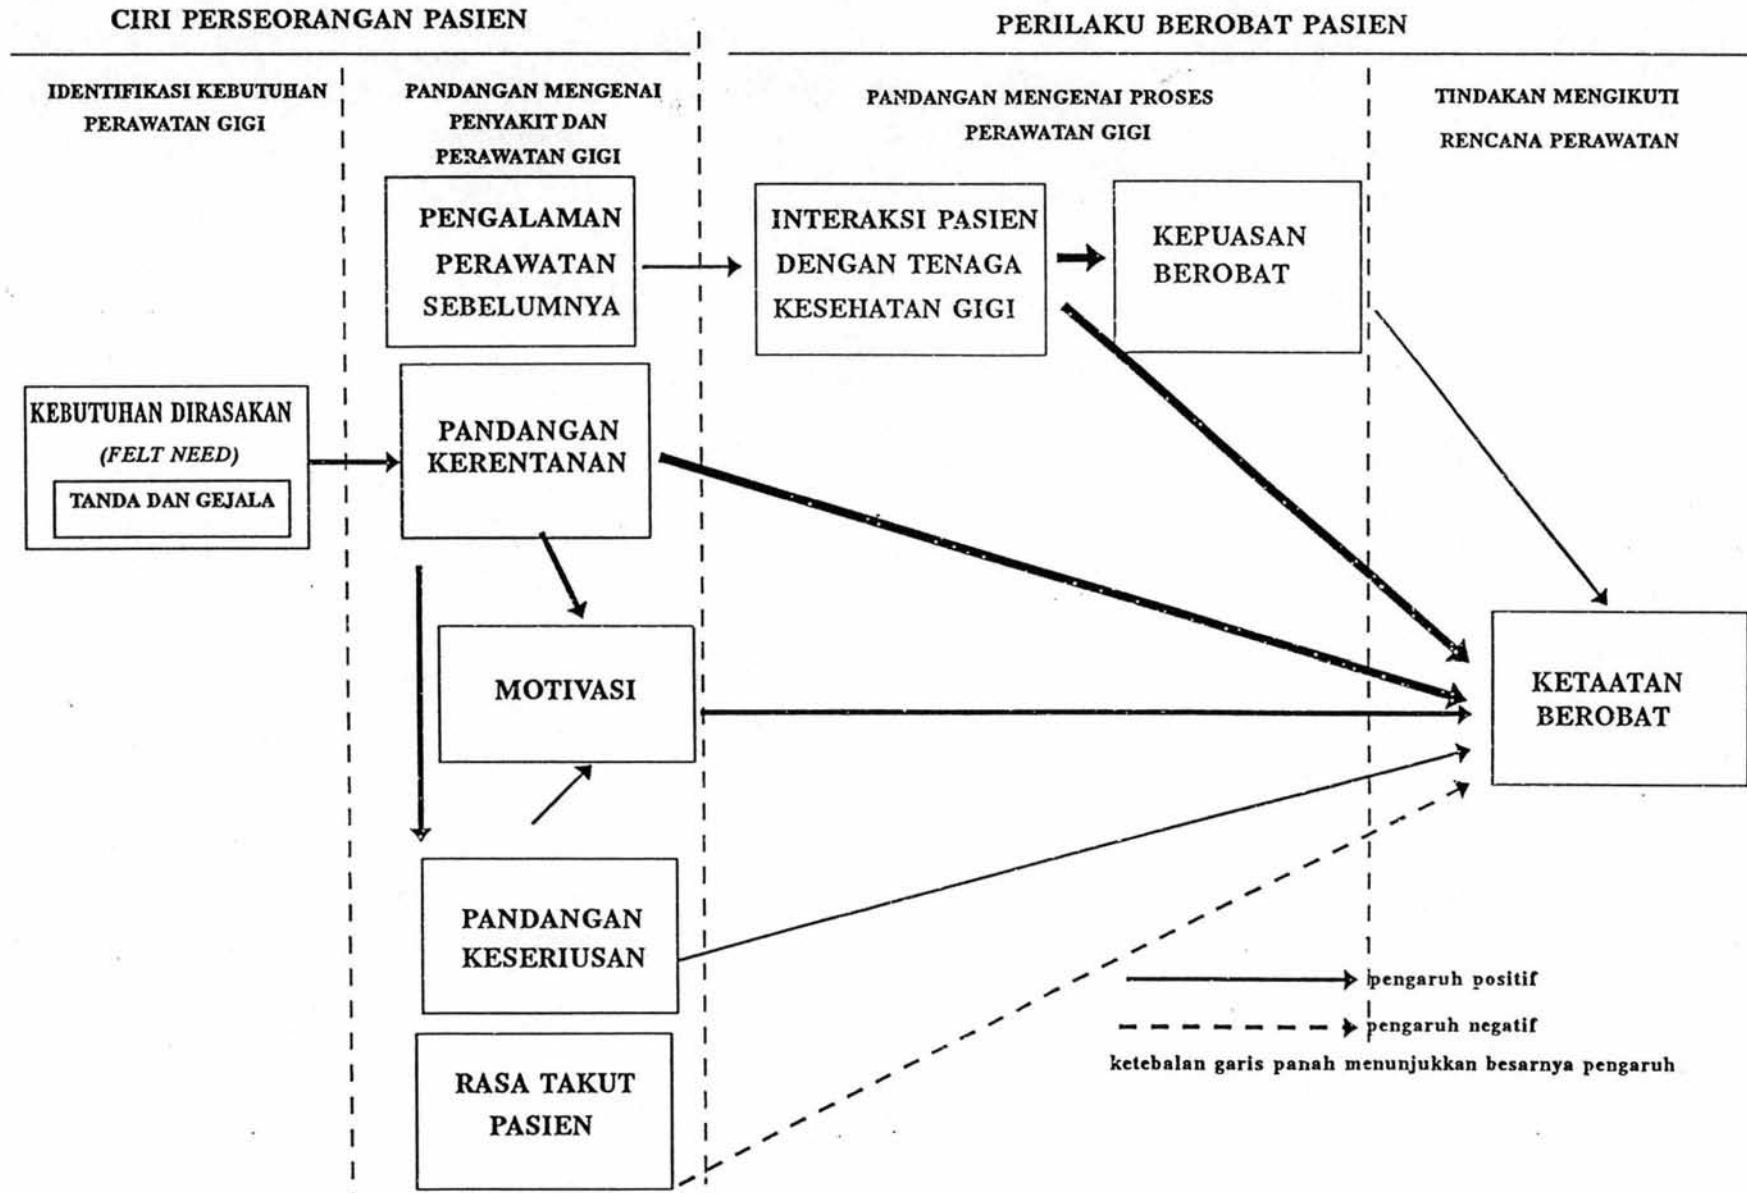 CIRI PERSEORANGAN PASIEN
PERILAKU BEROBAT PASIEN
IDENTIFIKASI KEBUTUHAN
PERAWATAN GIGI
PANDANGAN MENGENAI
PENYAKIT DAN
PERAWATAN GIGI
PANDANGAN MENGENAI PROSES
PERAWATAN GIGI
TINDAKAN MENGIKUTI
RENCANA PERAWATAN
PENGALAMAN
PERAWATAN
SEBELUMNYA
INTERAKSI PASIEN
DENGAN TENAGA
KESEHATAN GIGI
KEPUASAN
BEROBAT
KEBUTUHAN DIRASAKAN
(FELT NEED)
TANDA DAN GEJALA
PANDANGAN
KERENTANAN
MOTIVASI
KETAATAN
BEROBAT
PANDANGAN
KESERIUSAN
RASA TAKUT
PASIEN
pengaruh positif
pengaruh negatif
ketebalan garis panah menunjukkan besarnya pengaruh